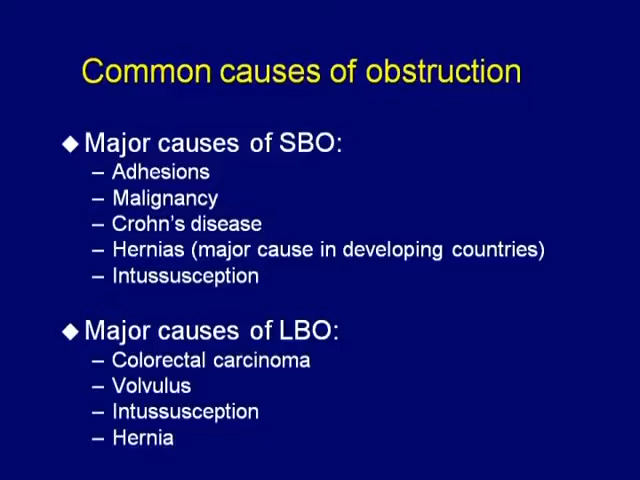 Common causes of obstruction
◆ Major causes of SBO:
– Adhesions
– Malignancy
– Crohn's disease
– Hernias (major cause in developing countries)
– Intussusception
◆ Major causes of LBO:
– Colorectal carcinoma
– Volvulus
– Intussusception
– Hernia